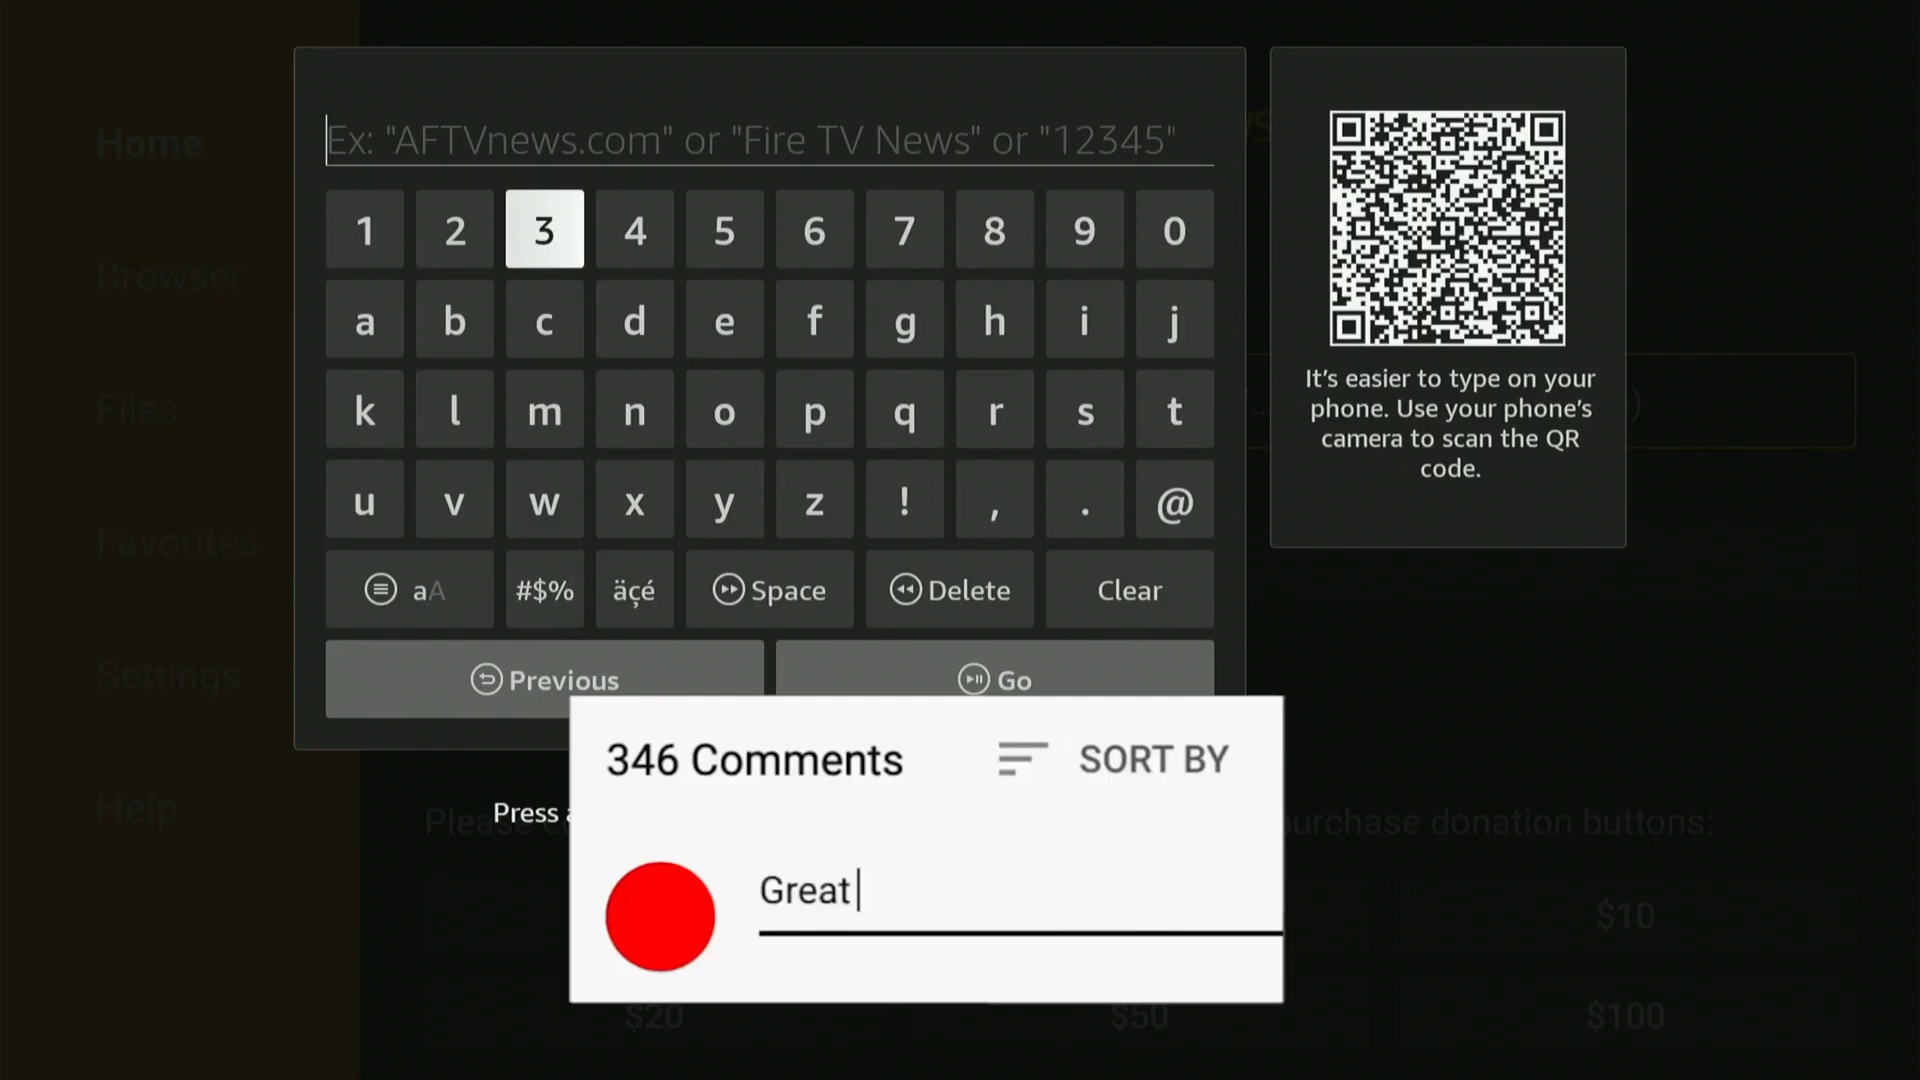 Home
Browser
Files
Favorites
Settings
Help
Ex: "AFTVnews.com" or "Fire TV News" or "12345"
1 2 3 4 5 6 7 8 9 0
a b c d e f g h i j
k l m n o p q r s t
u v w x y z ! , . @
aA #$% äçé Space Delete Clear
Previous Go
It's easier to type on your
phone. Use your phone's
camera to scan the QR
code.
Press
Please
purchase donation buttons:
$10
$20 $50 $100
346 Comments SORT BY
Great